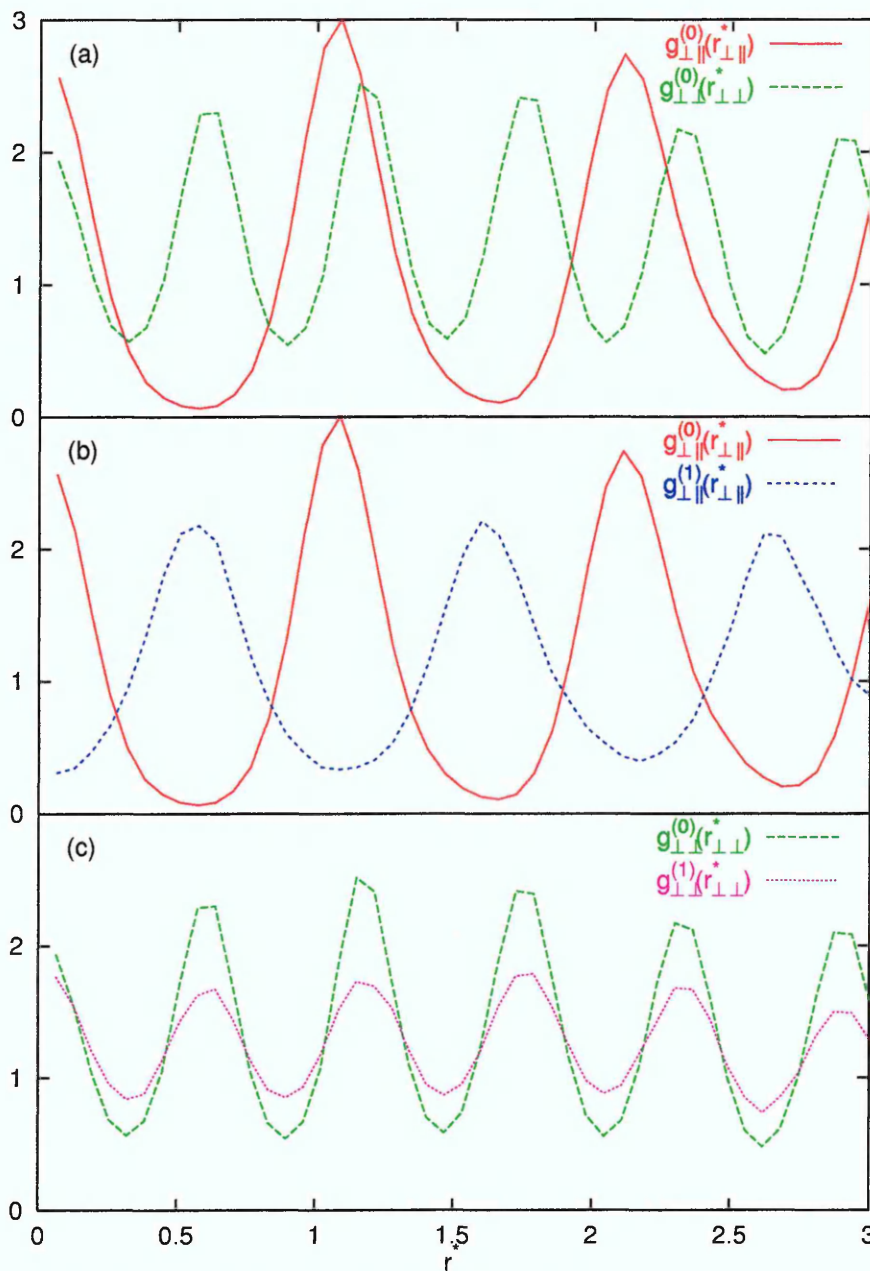 3
(a)
g⊥∥(0)(r*⊥∥)
g⊥⊥(0)(r*⊥⊥)
2
1
0
(b)
g⊥∥(0)(r*⊥∥)
g⊥∥(1)(r*⊥∥)
2
1
0
(c)
g⊥⊥(0)(r*⊥⊥)
g⊥⊥(1)(r*⊥⊥)
2
1
0
0 0.5 1 1.5 2 2.5 3
r*